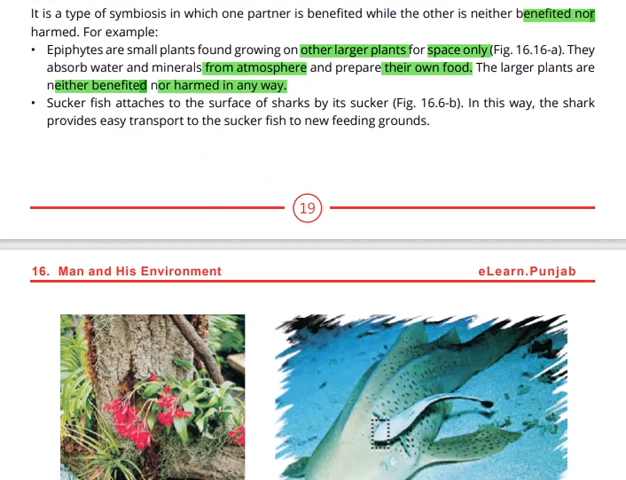 It is a type of symbiosis in which one partner is benefited while the other is neither benefited nor
harmed. For example:
• Epiphytes are small plants found growing on other larger plants for space only (Fig. 16.16-a). They
absorb water and minerals from atmosphere and prepare their own food. The larger plants are
neither benefited nor harmed in any way.
• Sucker fish attaches to the surface of sharks by its sucker (Fig. 16.6-b). In this way, the shark
provides easy transport to the sucker fish to new feeding grounds.
19
16. Man and His Environment eLearn.Punjab